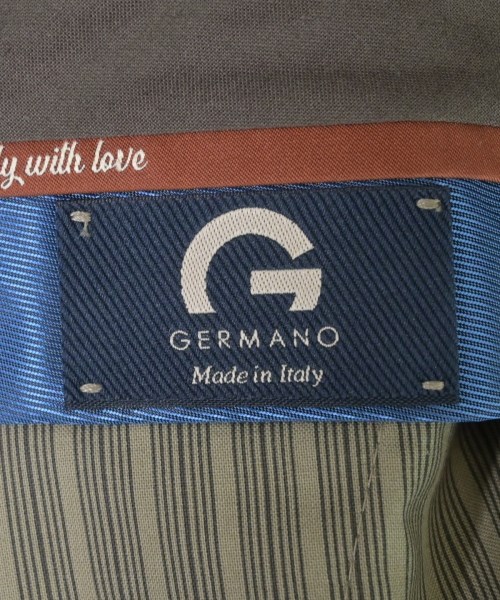 with love
G
GERMANO
Made in Italy